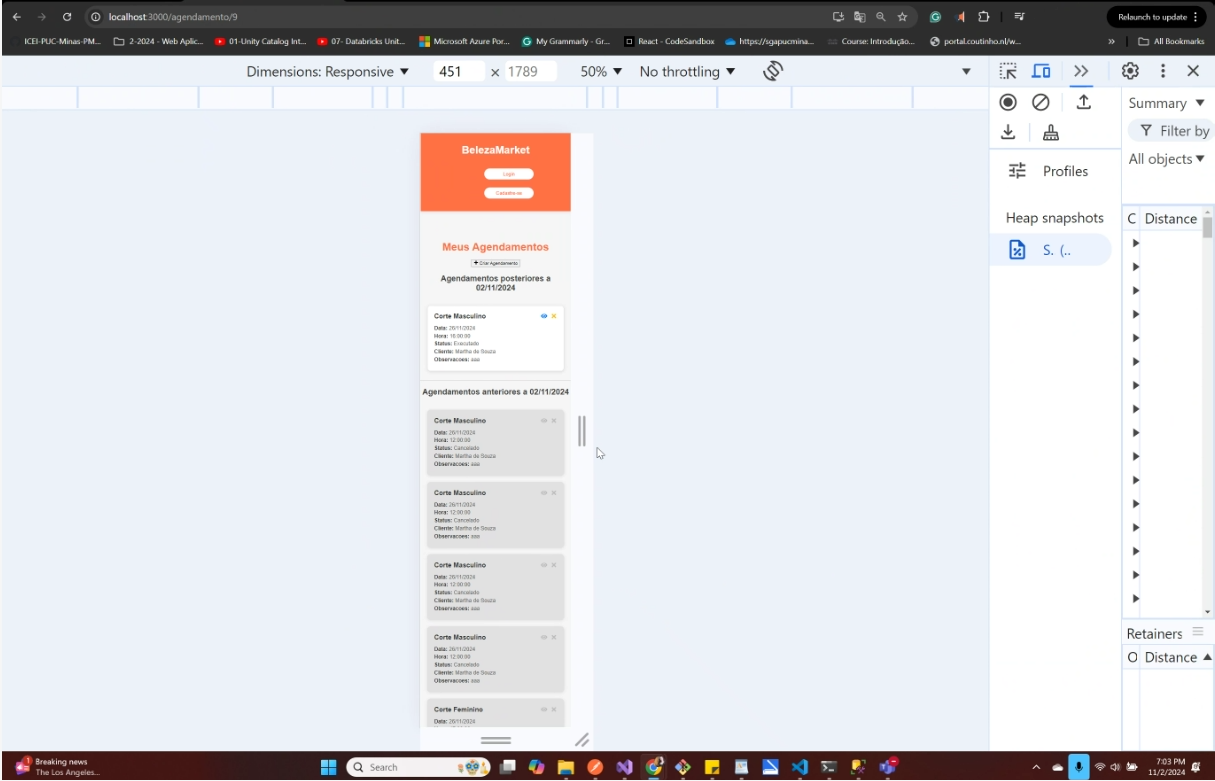 localhost:3000/agendamento/9
Relaunch to update
ICEI-PUC-Minas-PM... 2-2024 - Web Aplic... 01-Unity Catalog Int... 07- Databricks Unit... Microsoft Azure Por... My Grammarly - Gr... React - CodeSandbox https://sgapucmina... Course: Introdução... portal.coutinho.nl/w... » All Bookmarks
Dimensions: Responsive 451 × 1789 50% No throttling
Summary
Filter by
All objects
Profiles
Heap snapshots
C Distance
S. (..
Retainers
O Distance
BelezaMarket
Login
Cadastre-se
Meus Agendamentos
+ Criar Agendamento
Agendamentos posteriores a
02/11/2024
Corte Masculino
Data: 26/11/2024
Hora: 16:00:00
Status: Executado
Cliente: Martha de Souza
Observacoes: aaa
Agendamentos anteriores a 02/11/2024
Corte Masculino
Data: 26/11/2024
Hora: 12:00:00
Status: Cancelado
Cliente: Martha de Souza
Observacoes: aaa
Corte Masculino
Data: 26/11/2024
Hora: 12:00:00
Status: Cancelado
Cliente: Martha de Souza
Observacoes: aaa
Corte Masculino
Data: 26/11/2024
Hora: 12:00:00
Status: Cancelado
Cliente: Martha de Souza
Observacoes: aaa
Corte Masculino
Data: 26/11/2024
Hora: 12:00:00
Status: Cancelado
Cliente: Martha de Souza
Observacoes: aaa
Corte Feminino
Data: 26/11/2024
Breaking news
The Los Angeles...
Search
7:03 PM
11/2/2024